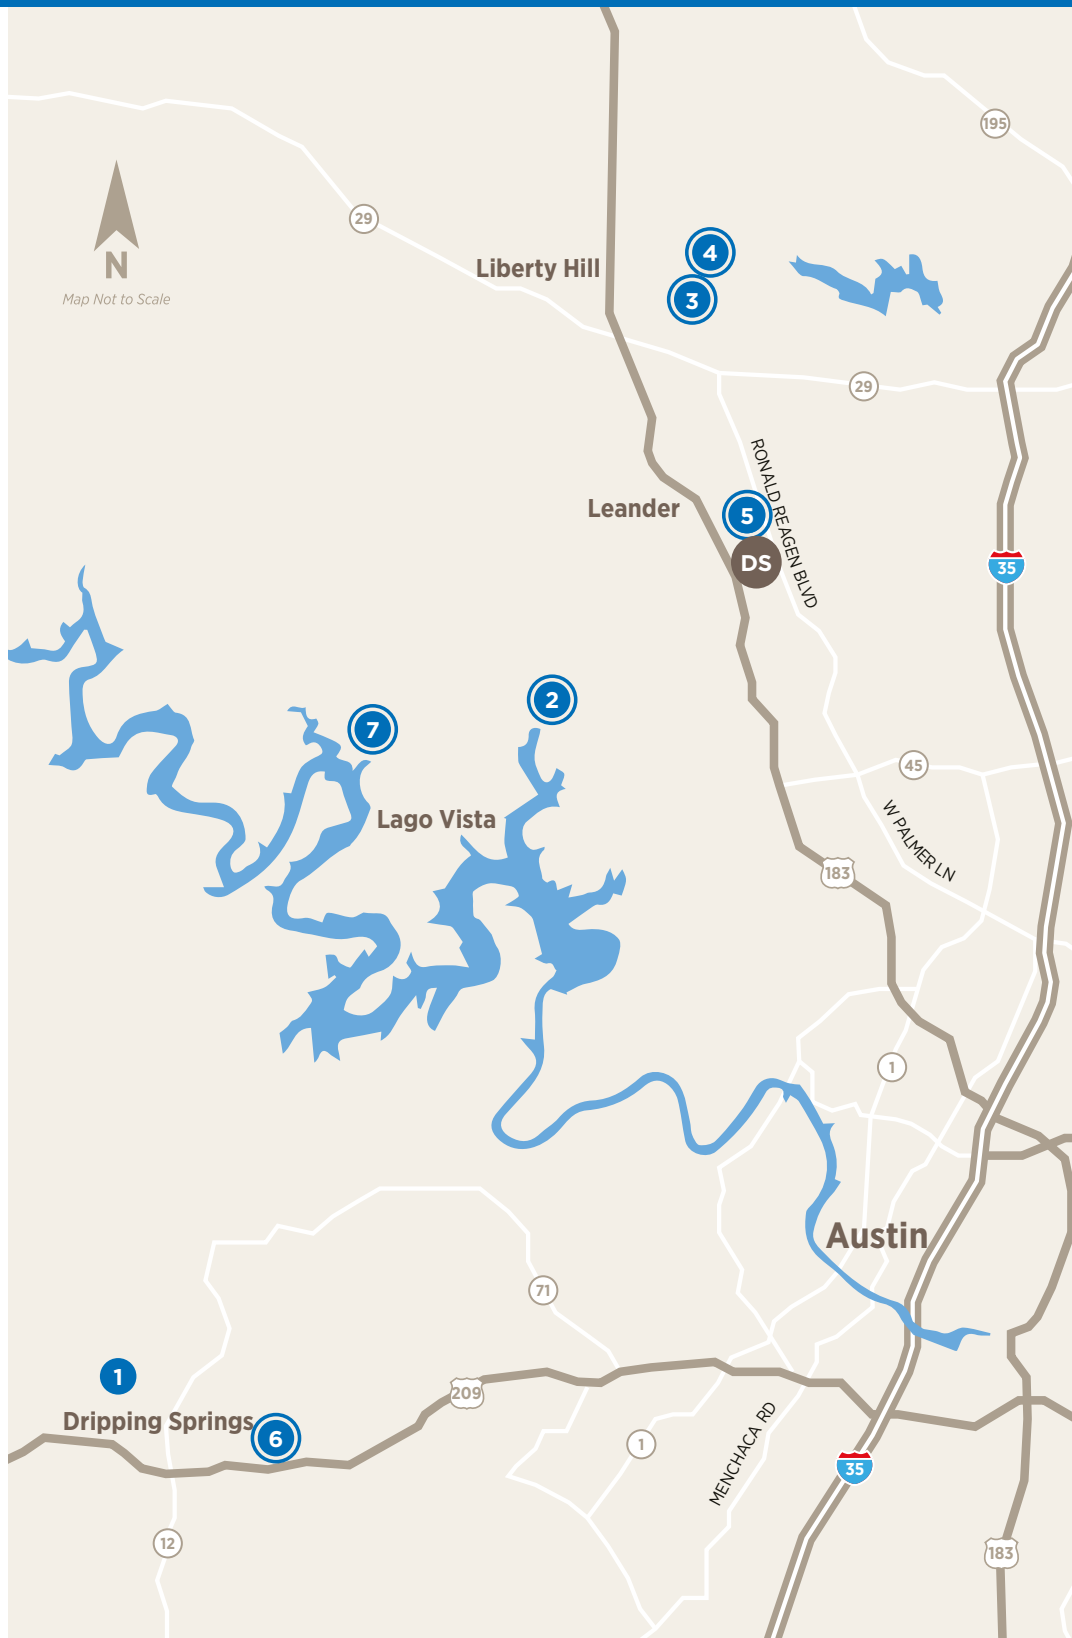 195
29
4
Liberty Hill
3
N
Map Not to Scale
29
RONALD REAGEN BLVD
Leander
5
DS
35
2
7
45
Lago Vista
W PALMER LN
183
1
Austin
71
1
209
Dripping Springs
6
MENCHACA RD
1
35
12
183